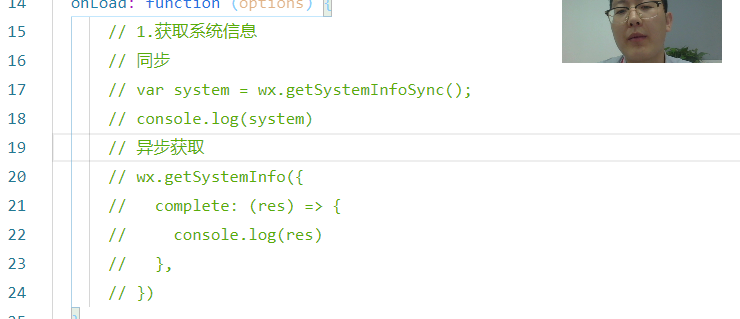 14 onLoad: function (options) {
15 // 1.获取系统信息
16 // 同步
17 // var system = wx.getSystemInfoSync();
18 // console.log(system)
19 // 异步获取
20 // wx.getSystemInfo({
21 //   complete: (res) => {
22 //     console.log(res)
23 //   },
24 // })
25 }